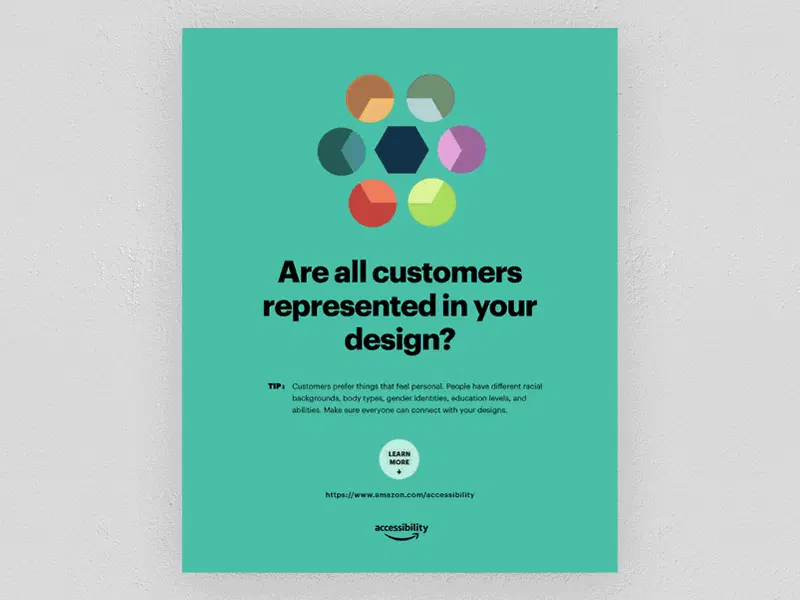 Are all customers
represented in your
design?
TIP: Customers prefer things that feel personal. People have different racial
backgrounds, body types, gender identities, education levels, and
abilities. Make sure everyone can connect with your designs.
LEARN
MORE
https://www.amazon.com/accessibility
accessibility